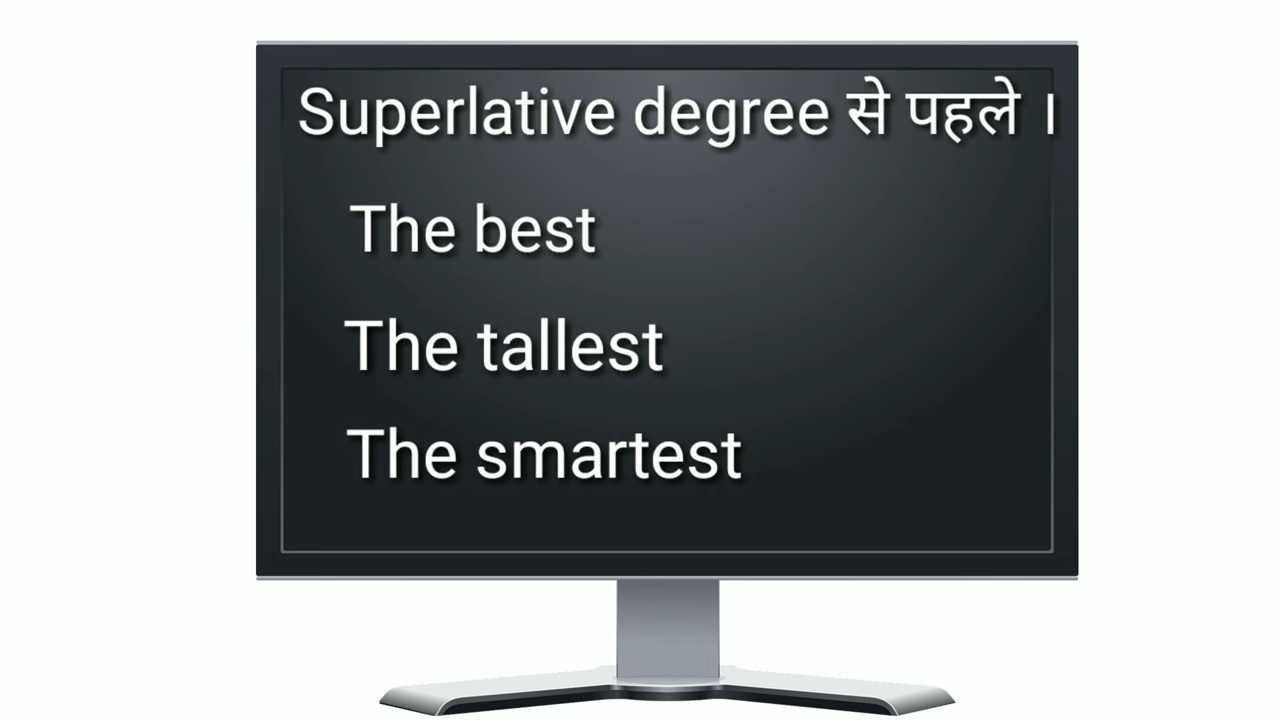 Superlative degree से पहले ।
The best
The tallest
The smartest